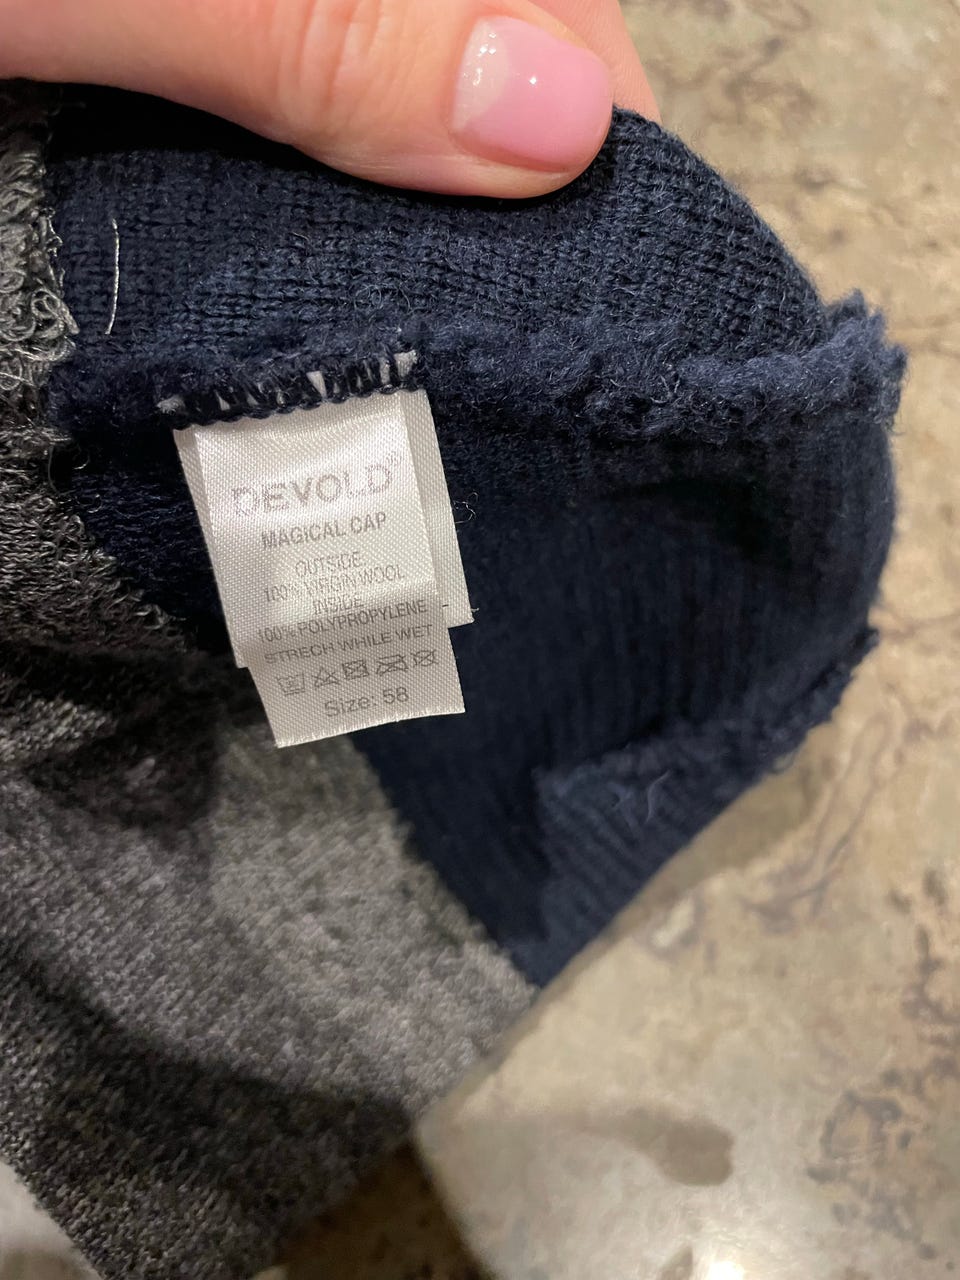 DEVOLD®
MAGICAL CAP
OUTSIDE
100% VIRGIN WOOL
INSIDE
100% POLYPROPYLENE
STRECH WHILE WET
Size: 58